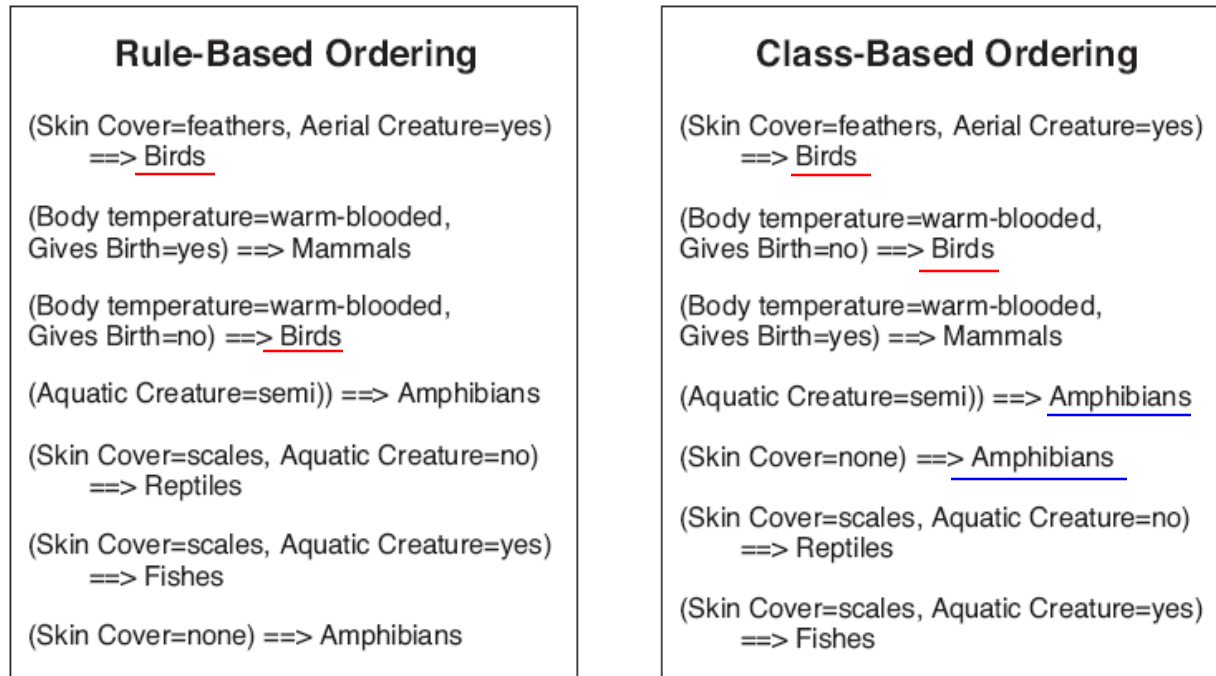 Rule-Based Ordering
(Skin Cover=feathers, Aerial Creature=yes)
==> Birds
(Body temperature=warm-blooded,
Gives Birth=yes) ==> Mammals
(Body temperature=warm-blooded,
Gives Birth=no) ==> Birds
(Aquatic Creature=semi)) ==> Amphibians
(Skin Cover=scales, Aquatic Creature=no)
==> Reptiles
(Skin Cover=scales, Aquatic Creature=yes)
==> Fishes
(Skin Cover=none) ==> Amphibians
Class-Based Ordering
(Skin Cover=feathers, Aerial Creature=yes)
==> Birds
(Body temperature=warm-blooded,
Gives Birth=no) ==> Birds
(Body temperature=warm-blooded,
Gives Birth=yes) ==> Mammals
(Aquatic Creature=semi)) ==> Amphibians
(Skin Cover=none) ==> Amphibians
(Skin Cover=scales, Aquatic Creature=no)
==> Reptiles
(Skin Cover=scales, Aquatic Creature=yes)
==> Fishes